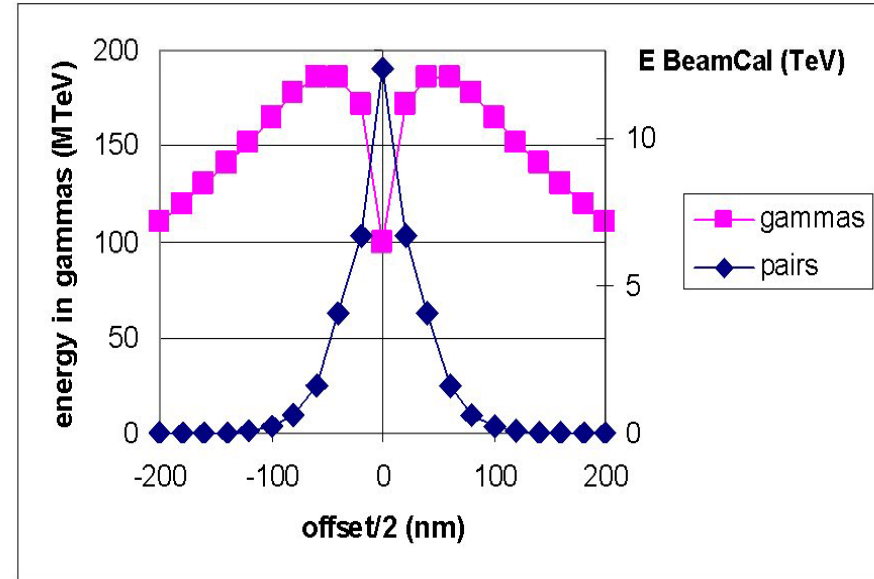 energy in gammas (MTeV)
200
150
100
50
0
E BeamCal (TeV)
10
5
0
gammas
pairs
-200 -100 0 100 200
offset/2 (nm)